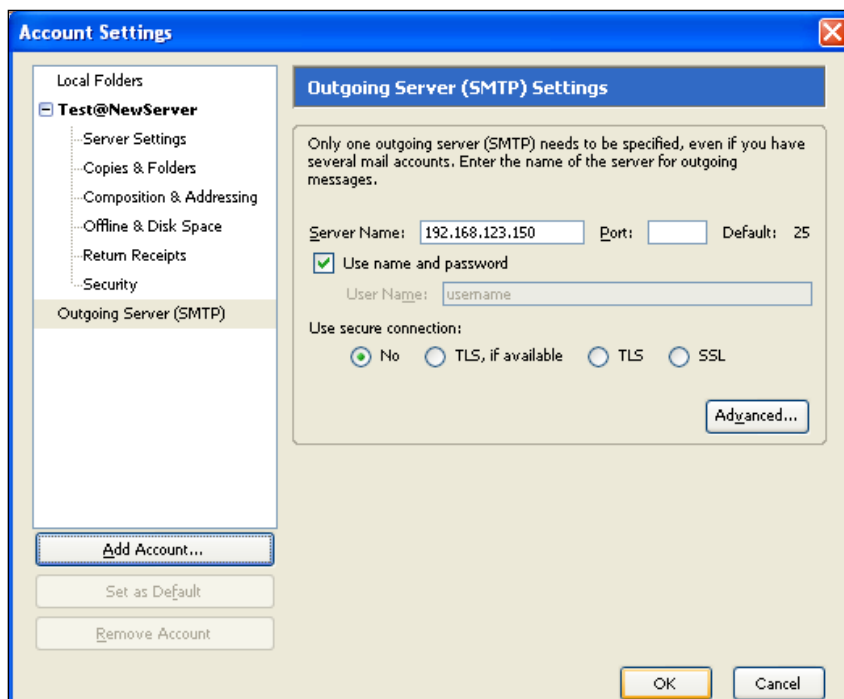 Account Settings
Local Folders
Test@NewServer
Server Settings
Copies & Folders
Composition & Addressing
Offline & Disk Space
Return Receipts
Security
Outgoing Server (SMTP)
Add Account...
Set as Default
Remove Account
Outgoing Server (SMTP) Settings
Only one outgoing server (SMTP) needs to be specified, even if you have
several mail accounts. Enter the name of the server for outgoing
messages.
Server Name: 192.168.123.150 Port: Default: 25
Use name and password
User Name: username
Use secure connection:
No TLS, if available TLS SSL
Advanced...
OK Cancel